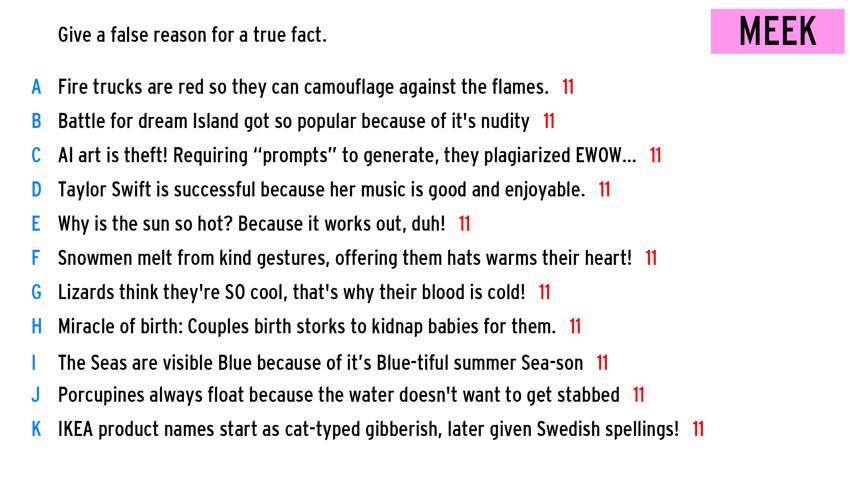 Give a false reason for a true fact.
MEEK
A Fire trucks are red so they can camouflage against the flames. 11
B Battle for dream Island got so popular because of it's nudity 11
C AI art is theft! Requiring “prompts” to generate, they plagiarized EWOW... 11
D Taylor Swift is successful because her music is good and enjoyable. 11
E Why is the sun so hot? Because it works out, duh! 11
F Snowmen melt from kind gestures, offering them hats warms their heart! 11
G Lizards think they're SO cool, that's why their blood is cold! 11
H Miracle of birth: Couples birth storks to kidnap babies for them. 11
I The Seas are visible Blue because of it’s Blue-tiful summer Sea-son 11
J Porcupines always float because the water doesn't want to get stabbed 11
K IKEA product names start as cat-typed gibberish, later given Swedish spellings! 11